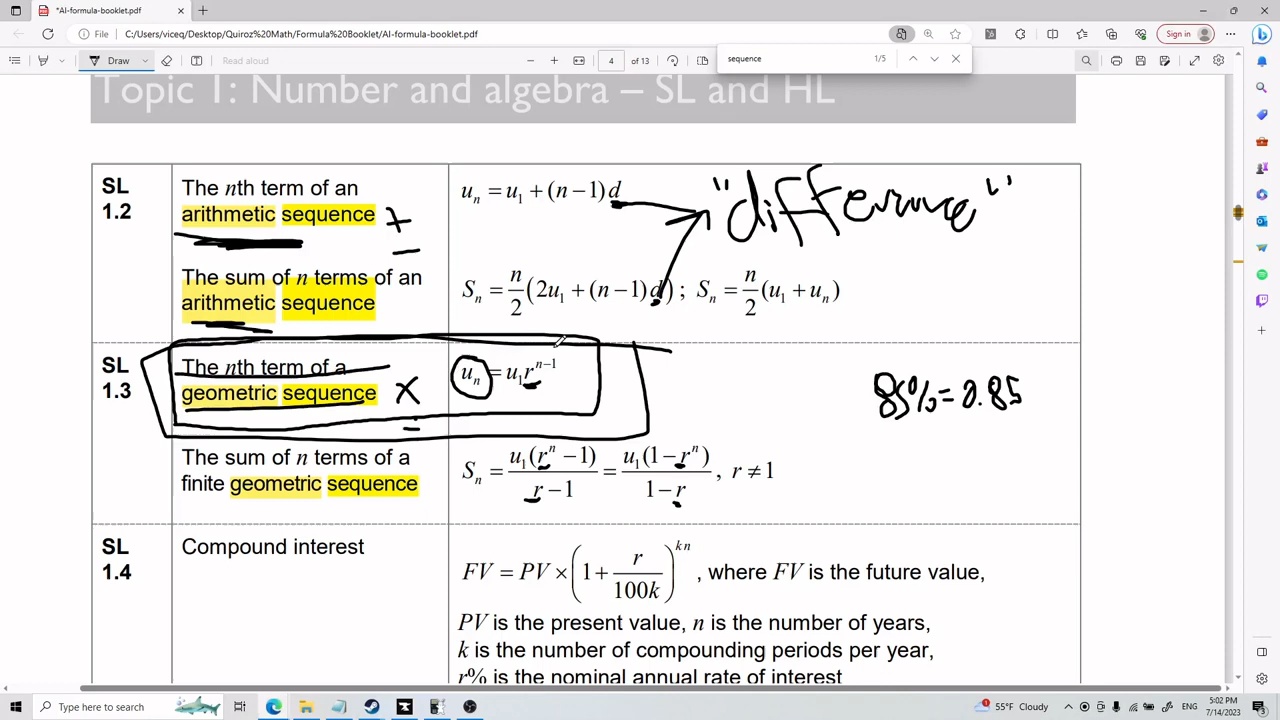 *AI-formula-booklet.pdf
File
C:/Users/viceq/Desktop/Quiroz%20Math/Formula%20Booklet/AI-formula-booklet.pdf
Sign in
Draw
Read aloud
4 of 13
sequence 1/5
Topic 1: Number and algebra – SL and HL
SL 1.2
The nth term of an
arithmetic sequence
+
−
u_n = u_1 + (n − 1)d
"difference"
The sum of n terms of an
arithmetic sequence
S_n = n/2 (2u_1 + (n − 1)d) ; S_n = n/2 (u_1 + u_n)
SL 1.3
The nth term of a
geometric sequence
×
÷
u_n = u_1 r^{n−1}
85% = 0.85
The sum of n terms of a
finite geometric sequence
S_n = u_1(r^n − 1)/(r − 1) = u_1(1 − r^n)/(1 − r) , r ≠ 1
SL 1.4
Compound interest
FV = PV × (1 + r/100k)^{kn} , where FV is the future value,
PV is the present value, n is the number of years,
k is the number of compounding periods per year,
r% is the nominal annual rate of interest
Type here to search
55°F Cloudy
5:02 PM
7/14/2023